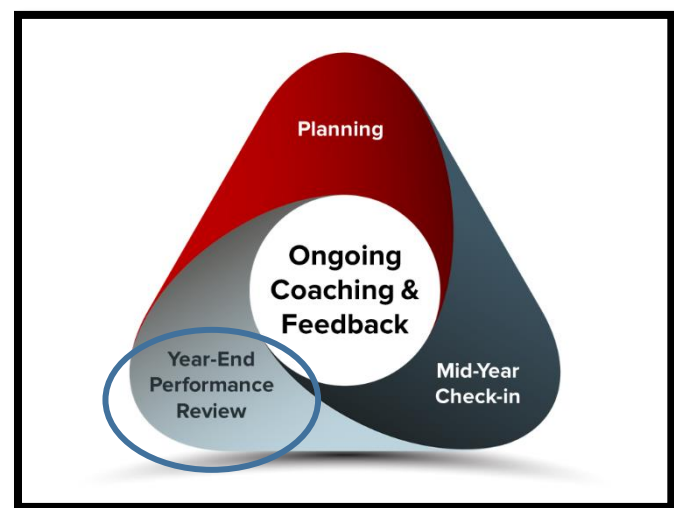 Planning
Ongoing
Coaching &
Feedback
Year-End
Performance
Review
Mid-Year
Check-in